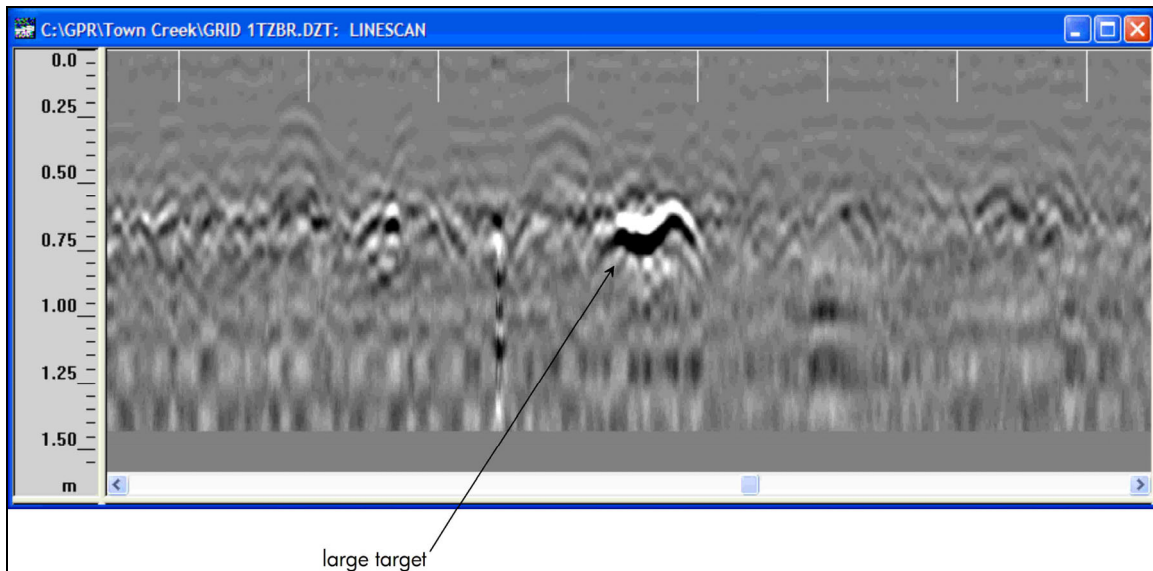 C:\GPR\Town Creek\GRID 1TZBR.DZT: LINESCAN
0.0
0.25
0.50
0.75
1.00
1.25
1.50
m
large target